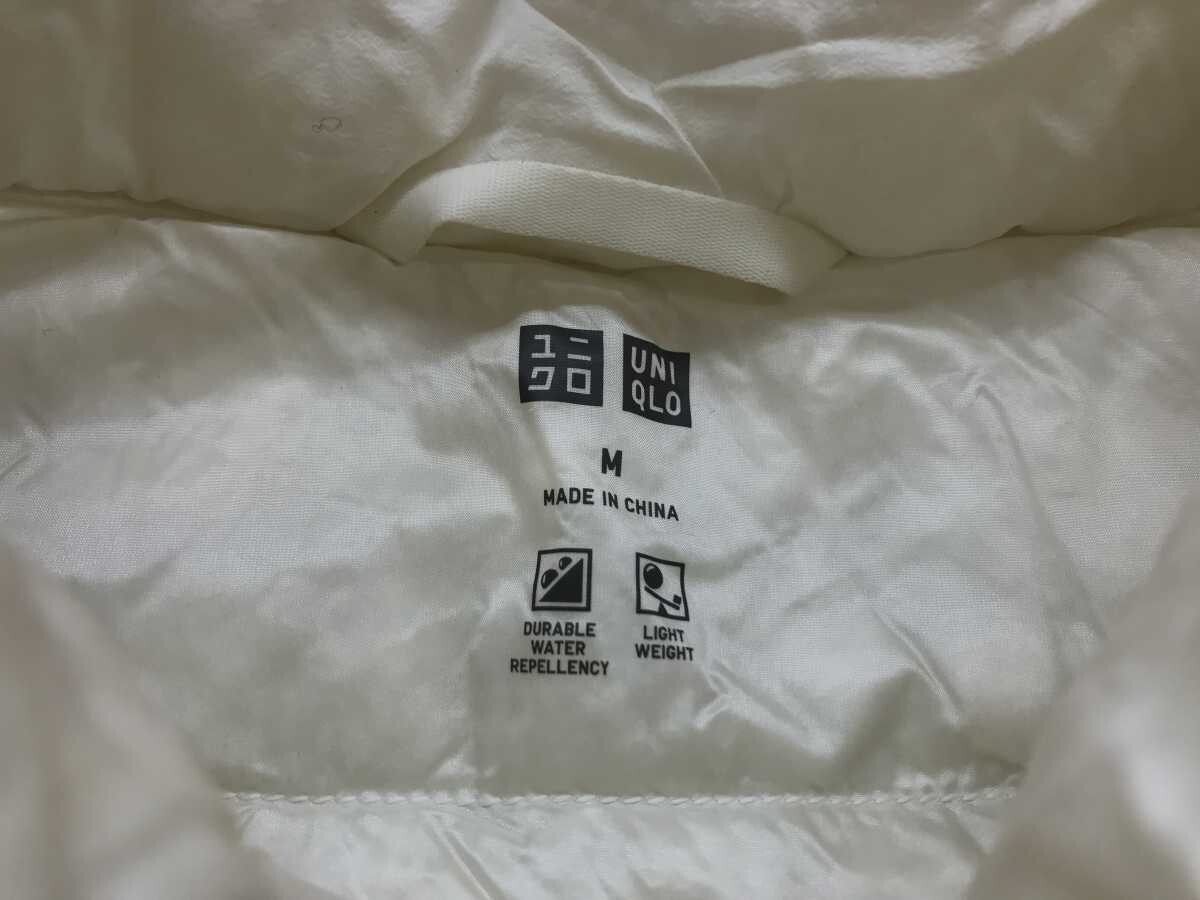 ユニ
クロ
UNI
QLO
M
MADE IN CHINA
DURABLE
WATER
REPELLENCY
LIGHT
WEIGHT